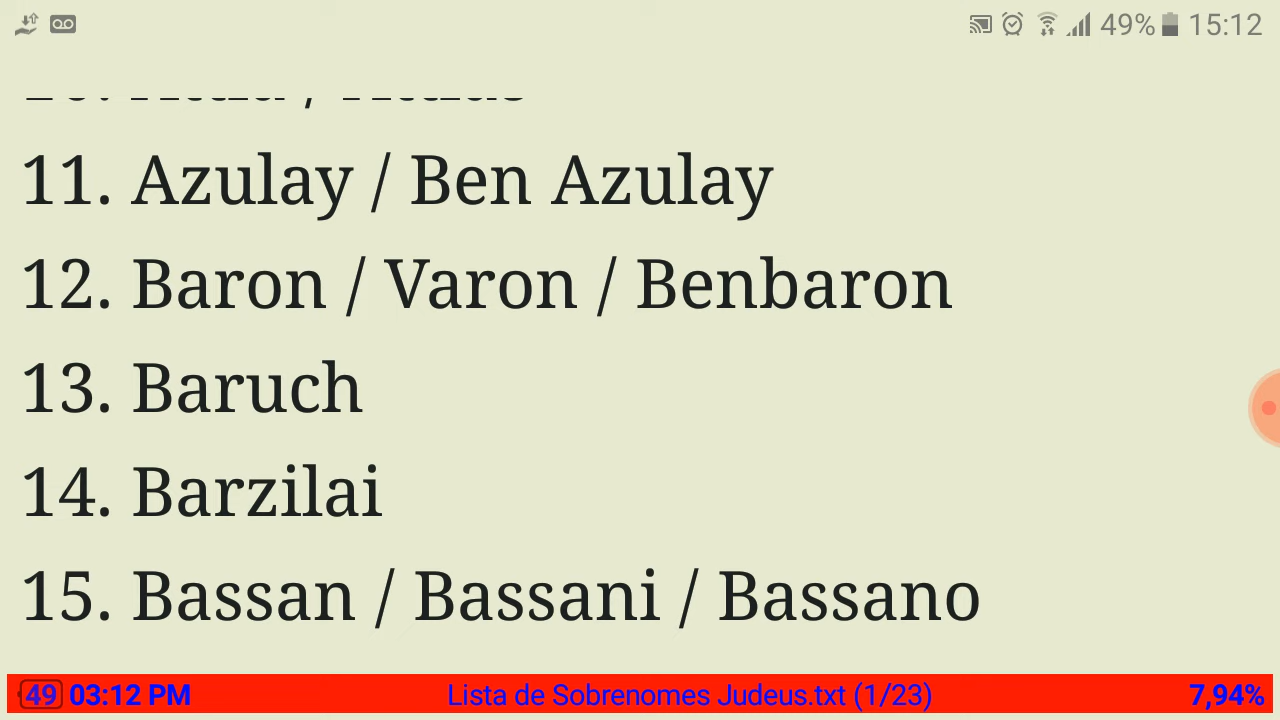 49% 15:12
11. Azulay / Ben Azulay
12. Baron / Varon / Benbaron
13. Baruch
14. Barzilai
15. Bassan / Bassani / Bassano
49 03:12 PM Lista de Sobrenomes Judeus.txt (1/23) 7,94%